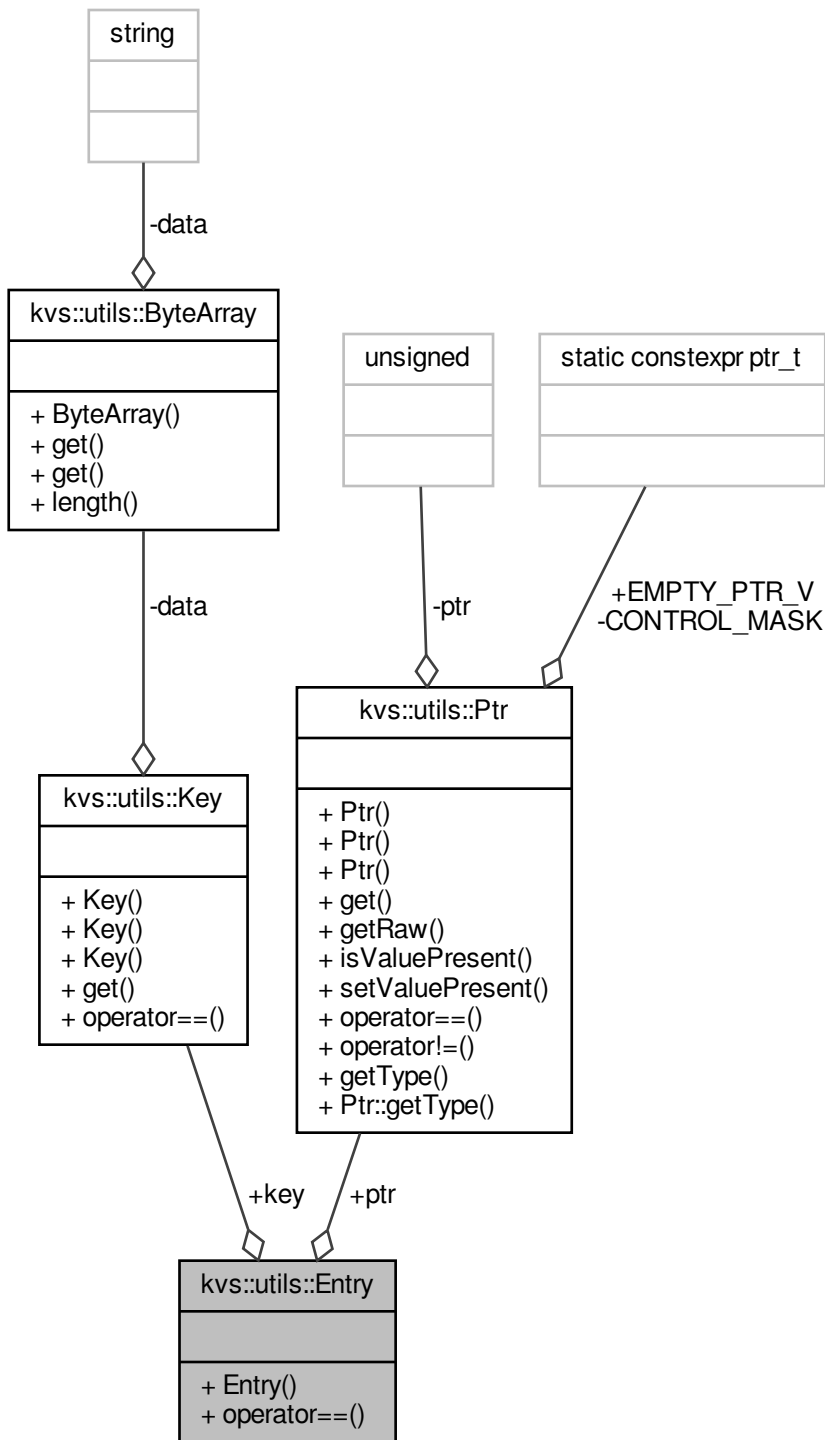 string
-data
kvs::utils::ByteArray
+ ByteArray()
+ get()
+ get()
+ length()
unsigned
static constexpr ptr_t
-data
-ptr
+EMPTY_PTR_V
-CONTROL_MASK
kvs::utils::Key
+ Key()
+ Key()
+ Key()
+ get()
+ operator==()
kvs::utils::Ptr
+ Ptr()
+ Ptr()
+ Ptr()
+ get()
+ getRaw()
+ isValuePresent()
+ setValuePresent()
+ operator==()
+ operator!=()
+ getType()
+ Ptr::getType()
+key
+ptr
kvs::utils::Entry
+ Entry()
+ operator==()